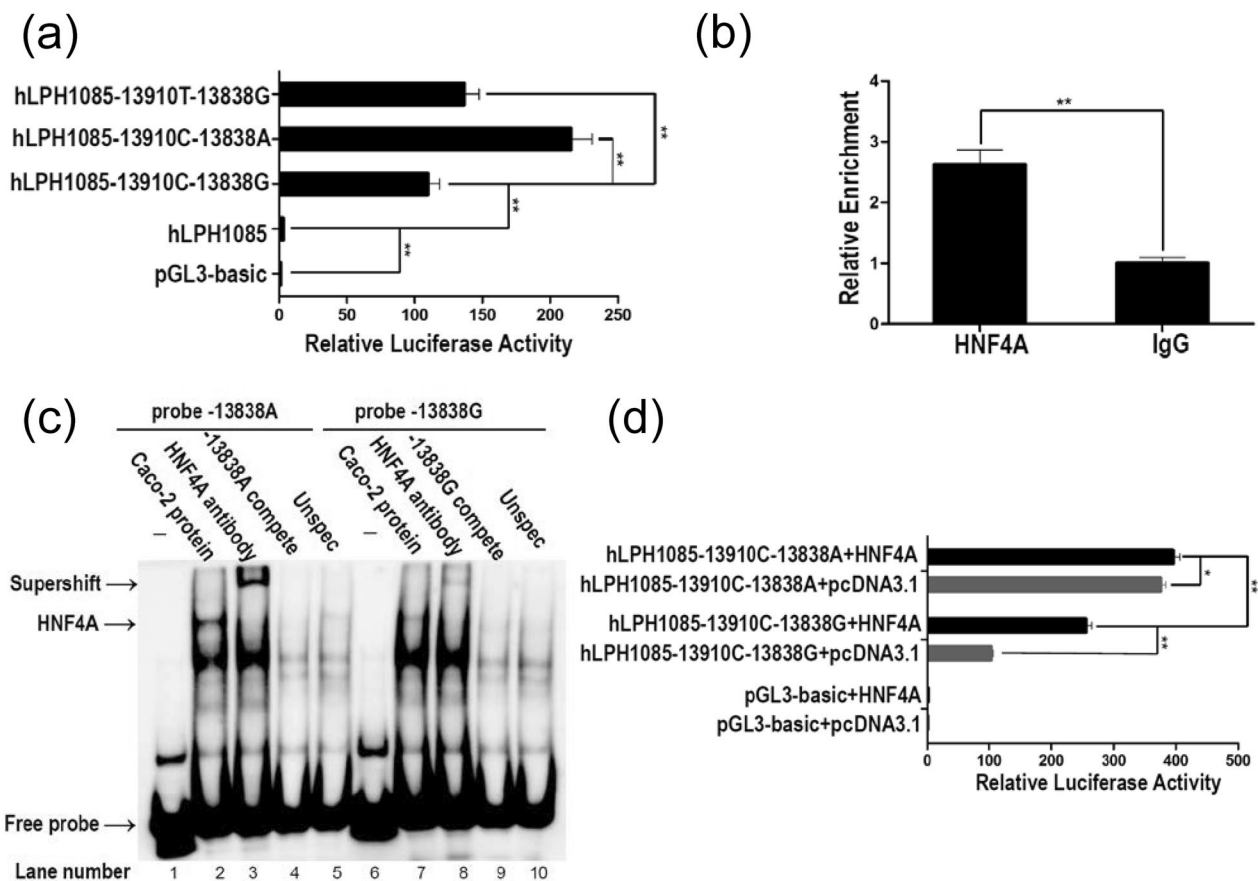 (a)
hLPH1085-13910T-13838G
hLPH1085-13910C-13838A
hLPH1085-13910C-13838G
hLPH1085
pGL3-basic
**
**
**
**
0 50 100 150 200 250
Relative Luciferase Activity
(b)
4
3
2
1
0
Relative Enrichment
**
HNF4A IgG
(c)
probe -13838A probe -13838G
–
Caco-2 protein
HNF4A antibody
-13838A compete
Unspec
–
Caco-2 protein
HNF4A antibody
-13838G compete
Unspec
Supershift →
HNF4A →
Free probe →
Lane number 1 2 3 4 5 6 7 8 9 10
(d)
hLPH1085-13910C-13838A+HNF4A
hLPH1085-13910C-13838A+pcDNA3.1
hLPH1085-13910C-13838G+HNF4A
hLPH1085-13910C-13838G+pcDNA3.1
pGL3-basic+HNF4A
pGL3-basic+pcDNA3.1
*
**
**
0 100 200 300 400 500
Relative Luciferase Activity